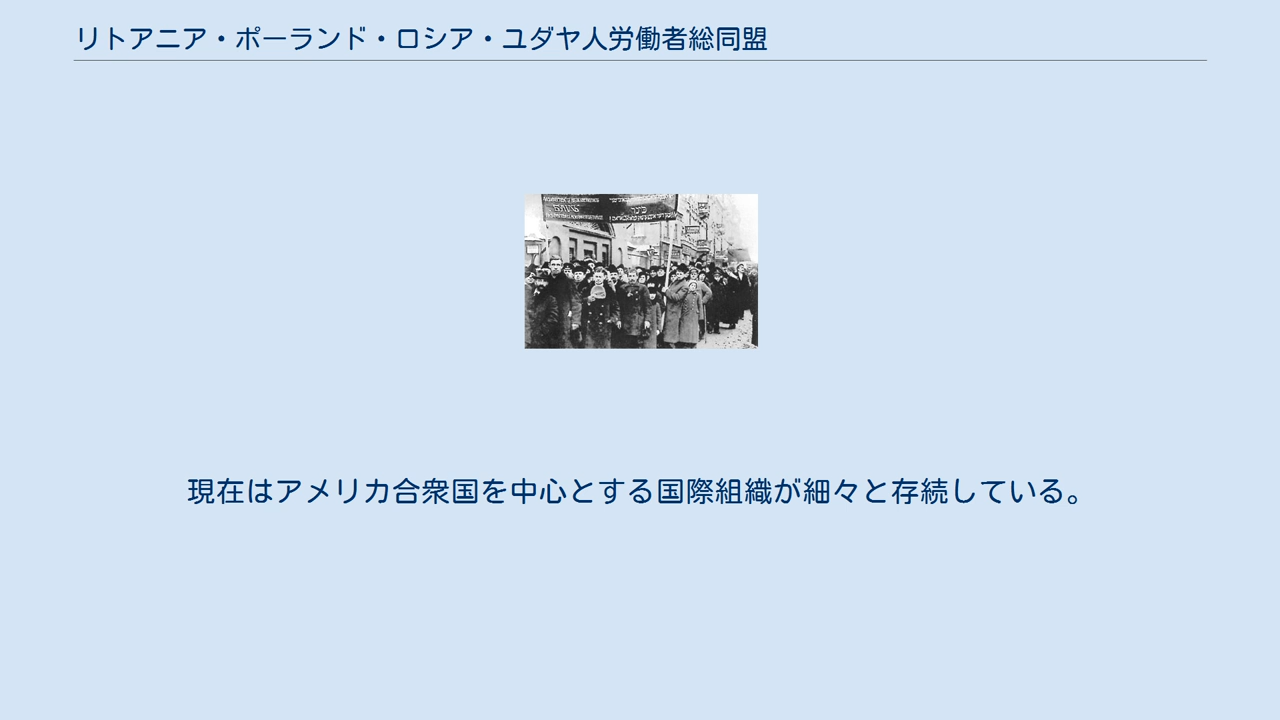 リトアニア・ポーランド・ロシア・ユダヤ人労働者総同盟
現在はアメリカ合衆国を中心とする国際組織が細々と存続している。